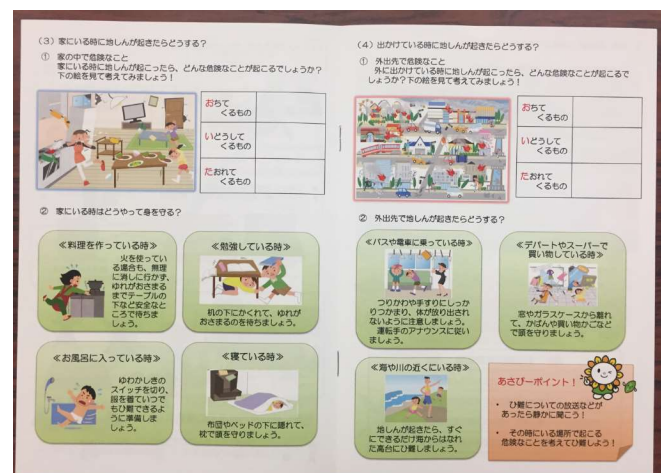 (3) 家にいる時に地しんが起きたらどうする?
① 家の中で危険なこと
家にいる時に地しんが起こったら、どんな危険なことが起こるでしょうか?
下の絵を見て考えてみましょう!
おちて
くるもの
いどうして
くるもの
たおれて
くるもの
② 家にいる時はどうやって身を守る?
≪料理を作っている時≫
火を使ってい
る場合も、無理
に消しに行かず、
ゆれがおさまる
までテーブルの
下など安全なと
ころで待ちま
しょう。
≪勉強している時≫
机の下にかくれて、ゆれが
おさまるのを待ちましょう。
≪お風呂に入っている時≫
ゆわかしきの
スイッチを切り、
服を着ていつで
もひ難できるよ
うに準備しま
しょう。
≪寝ている時≫
布団やベッドの下に隠れて、
枕で頭を守りましょう。
(4) 出かけている時に地しんが起きたらどうする?
① 外出先で危険なこと
外に出かけている時に地しんが起こったら、どんな危険なことが起こるで
しょうか?下の絵を見て考えてみましょう!
おちて
くるもの
いどうして
くるもの
たおれて
くるもの
② 外出先で地しんが起きたらどうする?
≪バスや電車に乗っている時≫
つりかわや手すりにしっか
りつかまり、体が放り出され
ないように注意しましょう。
運転手のアナウンスに従い
ましょう。
≪デパートやスーパーで
買い物している時≫
窓やガラスケースから離れ
て、かばんや買い物かごなど
で頭を守りましょう。
≪海や川の近くにいる時≫
地しんが起きたら、すぐ
にできるだけ海からはなれ
た高台にひ難しましょう。
あさぴーポイント!
・ ひ難についての放送などが
あったら静かに聞こう!
・ その時にいる場所で起こる
危険なことを考えてひ難しよう!